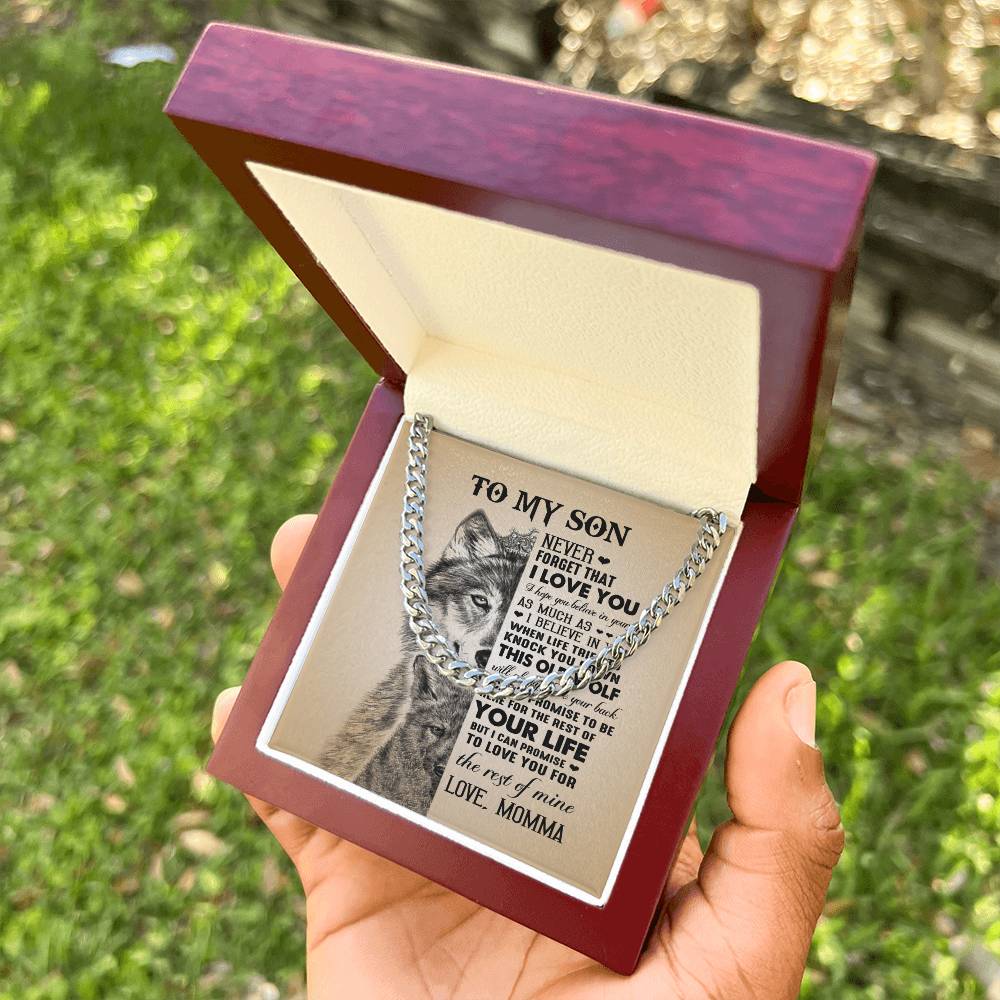 TO MY SON
NEVER
FORGET THAT
I LOVE YOU
I hope you believe in
AS MUCH AS
I BELIEVE IN
WHEN LIFE
KNOCK YOU
THIS OLD WOLF
your back
PROMISE TO BE
FOR THE REST OF
YOUR LIFE
BUT I CAN PROMISE
TO LOVE YOU FOR
the rest of mine
LOVE, MOMMA